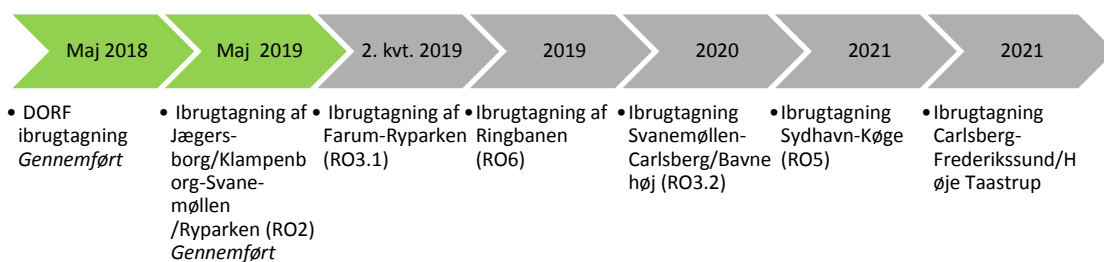 Maj 2018
Maj 2019
2. kvt. 2019
2019
2020
2021
2021
• DORF
ibrugtagning
Gennemført
• Ibrugtagning af
Jægers-
borg/Klampenb
org-Svane-
møllen
/Ryparken (RO2)
Gennemført
• Ibrugtagning af
Farum-Ryparken
(RO3.1)
• Ibrugtagning af
Ringbanen
(RO6)
•Ibrugtagning
Svanemøllen-
Carlsberg/Bavne
høj (RO3.2)
•Ibrugtagning
Sydhavn-Køge
(RO5)
•Ibrugtagning
Carlsberg-
Frederikssund/H
øje Taastrup